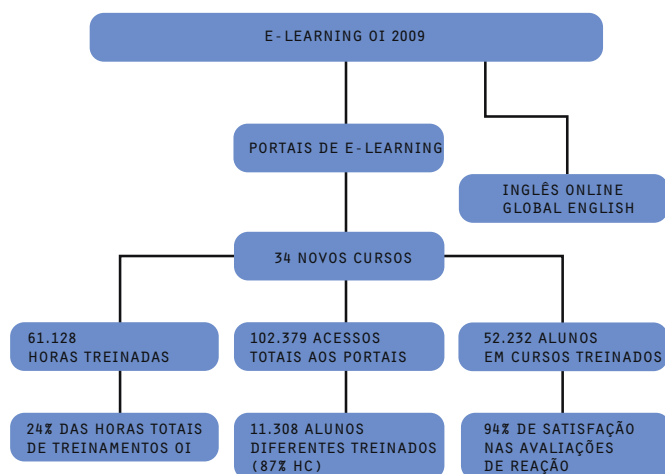 E-LEARNING OI 2009
PORTAIS DE E-LEARNING
INGLÊS ONLINE
GLOBAL ENGLISH
34 NOVOS CURSOS
61.128
HORAS TREINADAS
102.379 ACESSOS
TOTAIS AOS PORTAIS
52.232 ALUNOS
EM CURSOS TREINADOS
24% DAS HORAS TOTAIS
DE TREINAMENTOS OI
11.308 ALUNOS
DIFERENTES TREINADOS
(87% HC)
94% DE SATISFAÇÃO
NAS AVALIAÇÕES
DE REAÇÃO